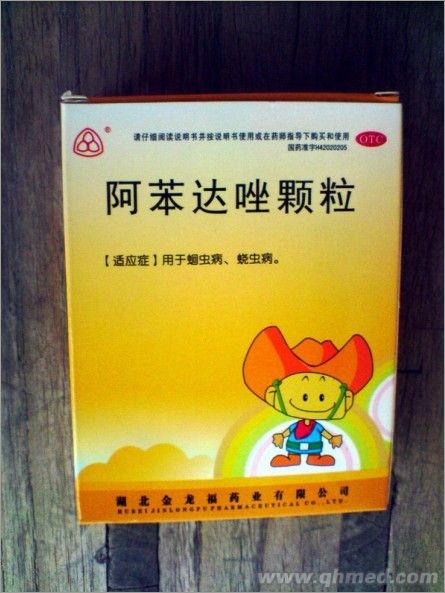 ®
请仔细阅读说明书并按说明书使用或在药师指导下购买和使用
OTC
国药准字H42020205
阿苯达唑颗粒
【适应症】用于蛔虫病、蛲虫病。
湖北金龙福药业有限公司
HUBEIJINLONGFUPHARMACEUTICAL CO.,LTD.
www.qhmed.com